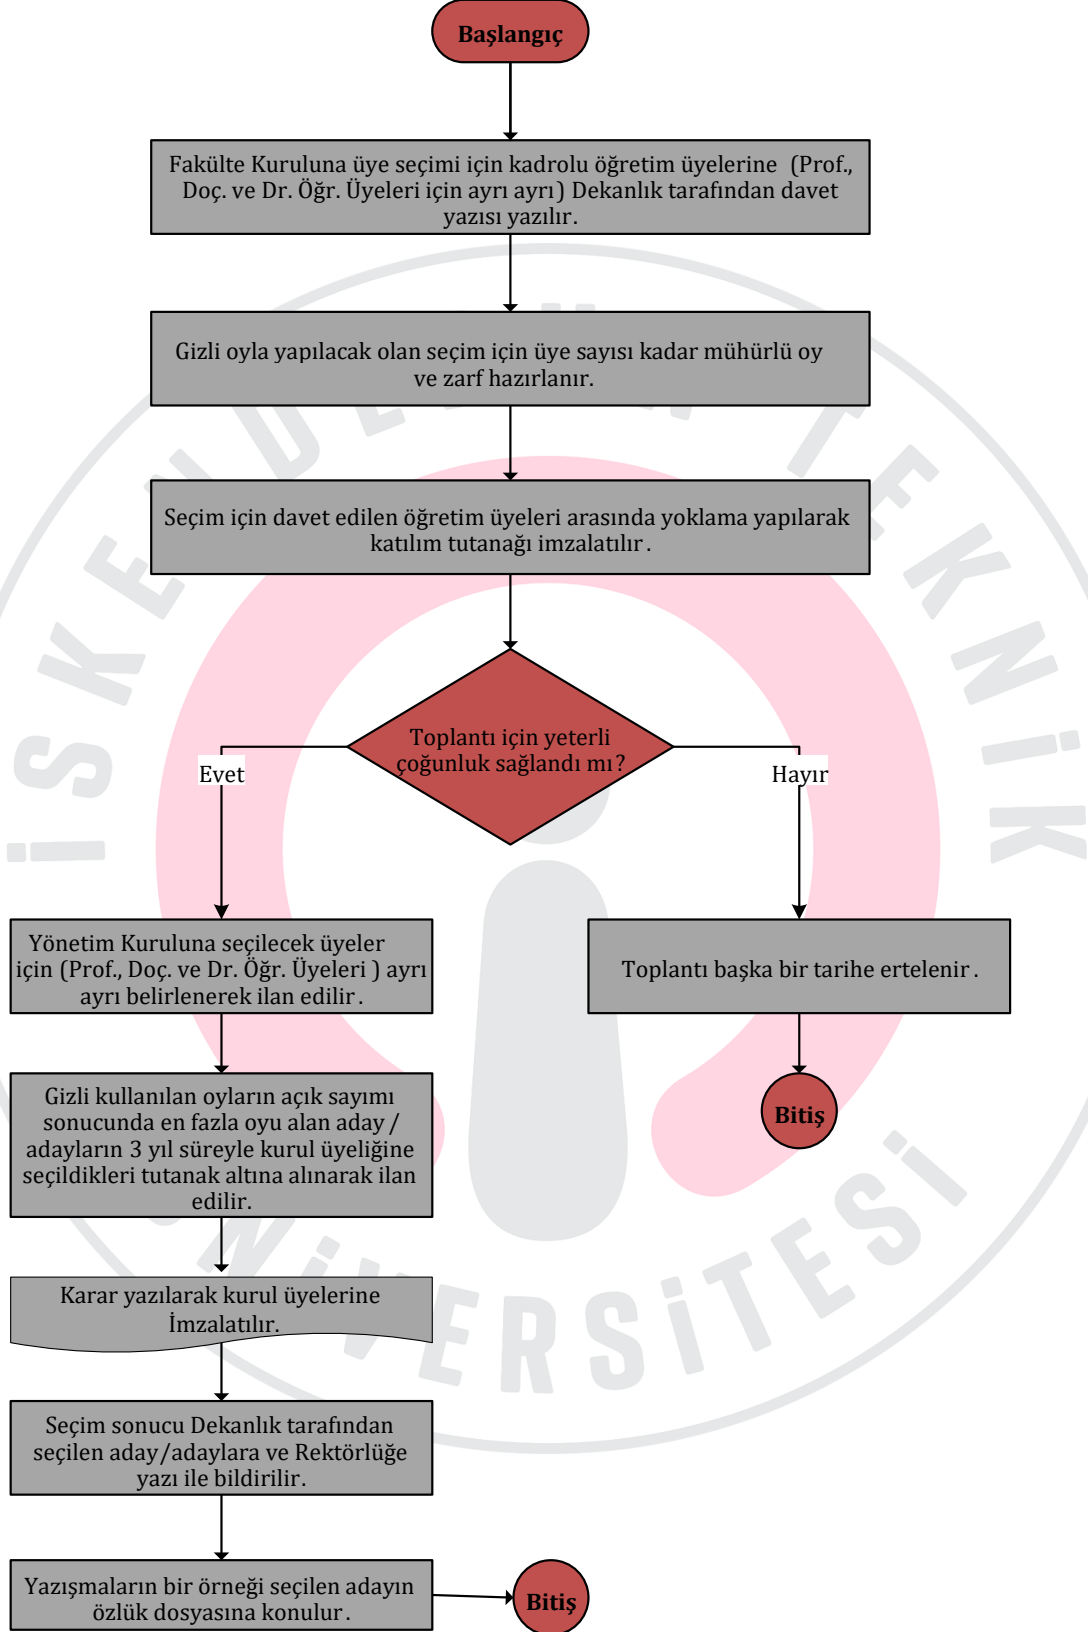 Başlangıç
Fakülte Kuruluna üye seçimi için kadrolu öğretim üyelerine (Prof.,
Doç. ve Dr. Öğr. Üyeleri için ayrı ayrı) Dekanlık tarafından davet
yazısı yazılır.
Gizli oyla yapılacak olan seçim için üye sayısı kadar mühürlü oy
ve zarf hazırlanır.
Seçim için davet edilen öğretim üyeleri arasında yoklama yapılarak
katılım tutanağı imzalatılır.
Toplantı için yeterli
çoğunluk sağlandı mı?
Evet
Hayır
Yönetim Kuruluna seçilecek üyeler
için (Prof., Doç. ve Dr. Öğr. Üyeleri ) ayrı
ayrı belirlenerek ilan edilir.
Toplantı başka bir tarihe ertelenir.
Gizli kullanılan oyların açık sayımı
sonucunda en fazla oyu alan aday/
adayların 3 yıl süreyle kurul üyeliğine
seçildikleri tutanak altına alınarak ilan
edilir.
Bitiş
Karar yazılarak kurul üyelerine
İmzalatılır.
Seçim sonucu Dekanlık tarafından
seçilen aday/adaylara ve Rektörlüğe
yazı ile bildirilir.
Yazışmaların bir örneği seçilen adayın
özlük dosyasına konulur.
Bitiş